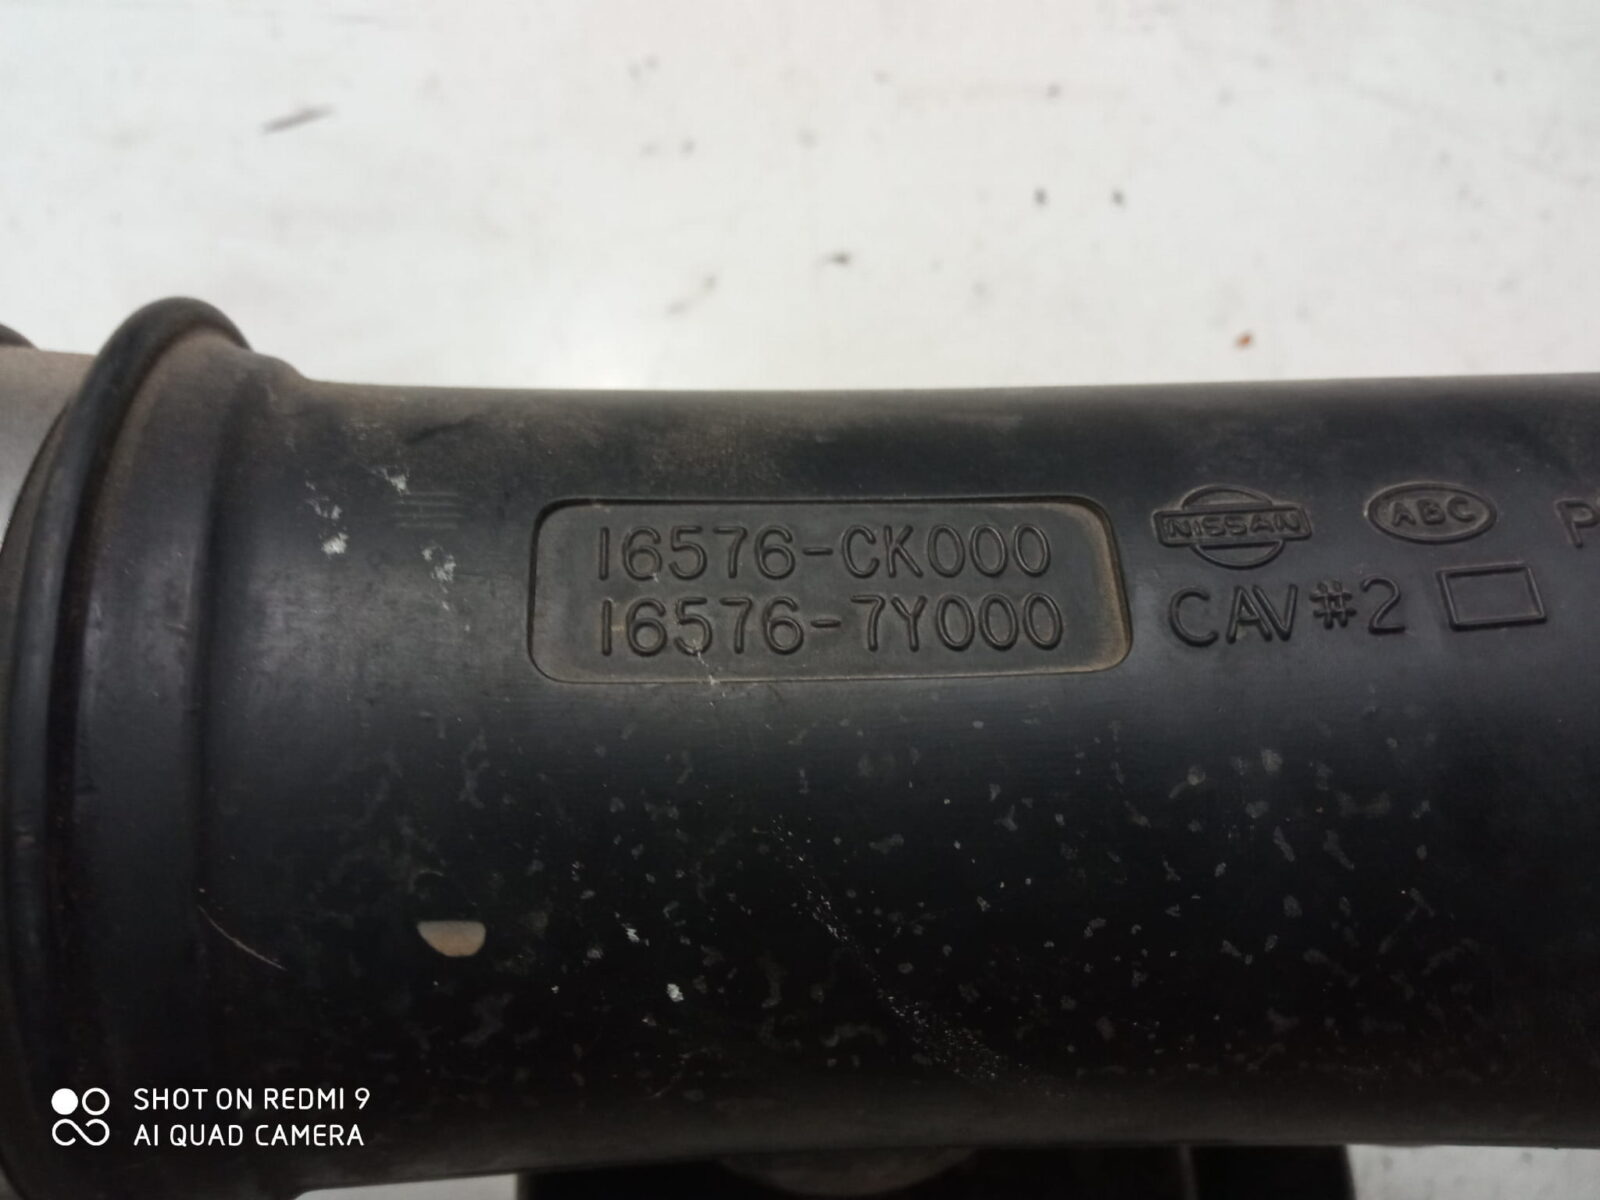 16576-CK000
16576-7Y000
NISSAN ABC P
CAV#2
SHOT ON REDMI 9
AI QUAD CAMERA